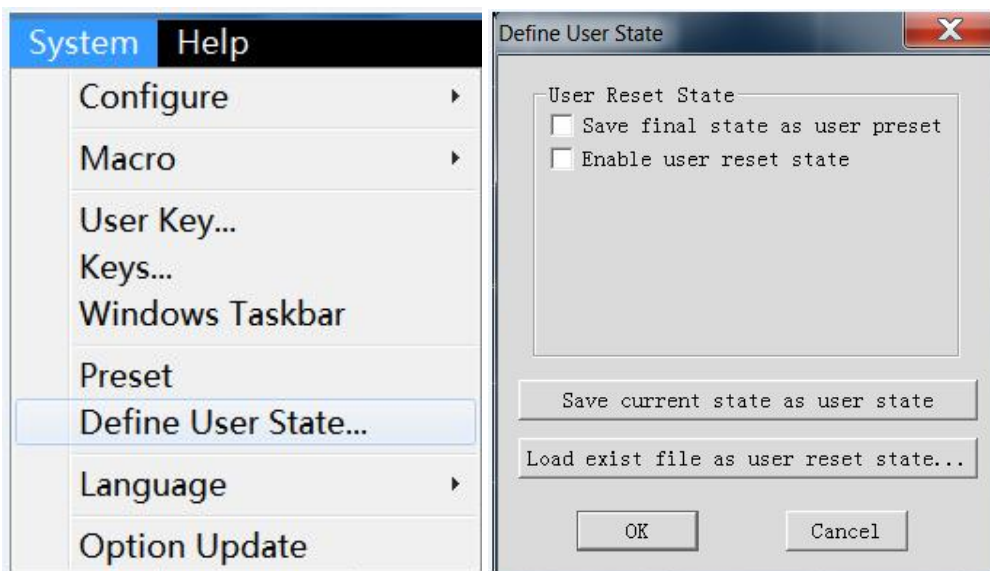 System Help
Configure
Macro
User Key...
Keys...
Windows Taskbar
Preset
Define User State...
Language
Option Update
Define User State
User Reset State
Save final state as user preset
Enable user reset state
Save current state as user state
Load exist file as user reset state...
OK Cancel